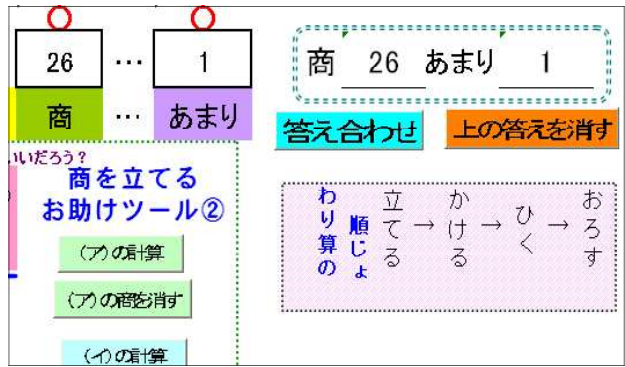 26 … 1
商 … あまり
商 26 あまり 1
答え合わせ
上の答えを消す
いいだろう？
商を立てる
お助けツール②
(ア)の計算
(ア)の商を消す
(イ)の計算
わり算の
順じょ
立てる → かける → ひく → おろす